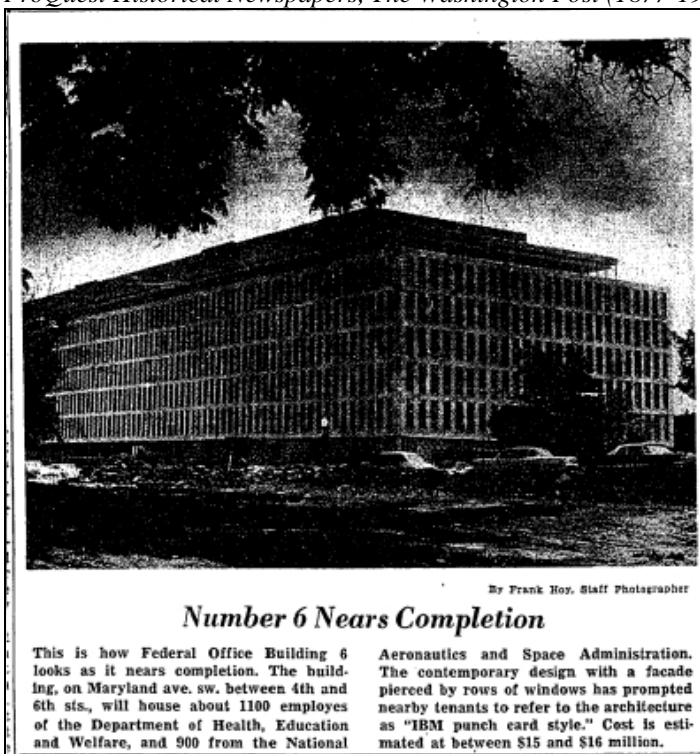 ProQuest Historical Newspapers, The Washington Post (1877-19
By Frank Hoy, Staff Photographer
Number 6 Nears Completion
This is how Federal Office Building 6
looks as it nears completion. The build-
ing, on Maryland ave. sw. between 4th and
6th sts., will house about 1100 employes
of the Department of Health, Education
and Welfare, and 900 from the National
Aeronautics and Space Administration.
The contemporary design with a facade
pierced by rows of windows has prompted
nearby tenants to refer to the architecture
as "IBM punch card style." Cost is esti-
mated at between $15 and $16 million.